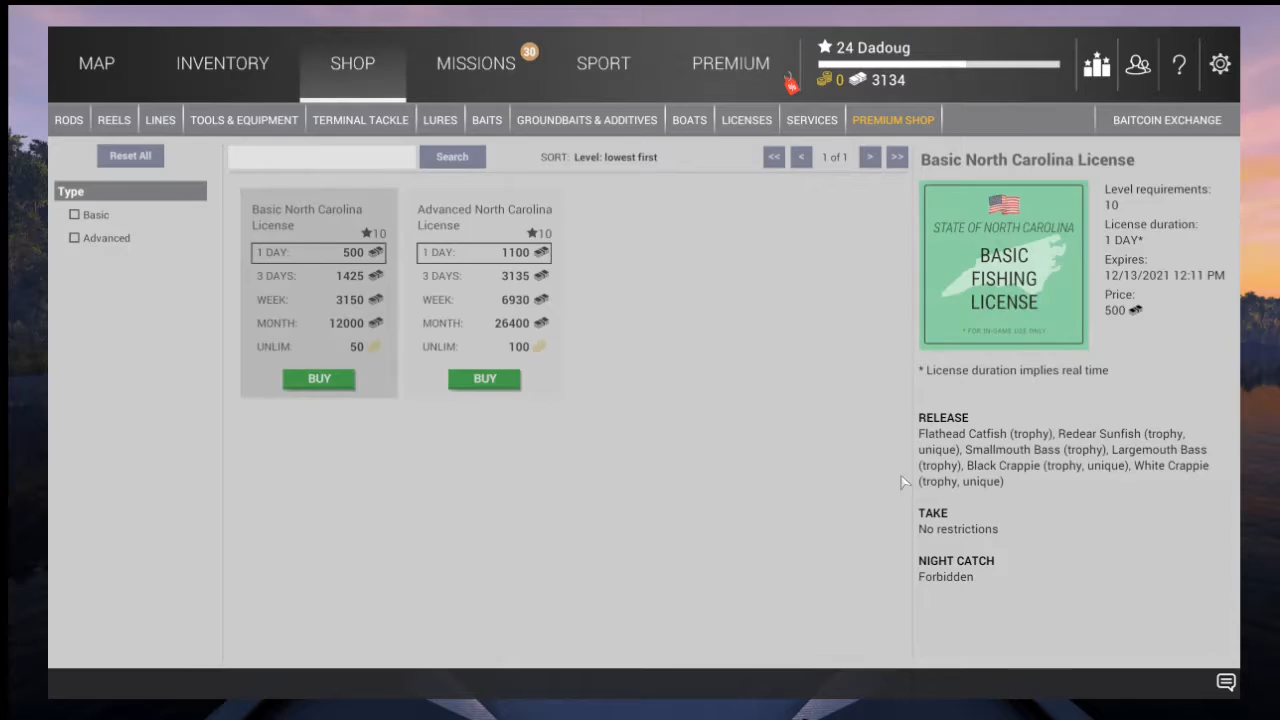 MAP INVENTORY SHOP MISSIONS 30 SPORT PREMIUM
24 Dadoug
0 3134
RODS REELS LINES TOOLS & EQUIPMENT TERMINAL TACKLE LURES BAITS GROUNDBAITS & ADDITIVES BOATS LICENSES SERVICES PREMIUM SHOP BAITCOIN EXCHANGE
Reset All
Type
Basic
Advanced
Search SORT: Level: lowest first << < 1 of 1 > >>
Basic North Carolina
License
10
1 DAY: 500
3 DAYS: 1425
WEEK: 3150
MONTH: 12000
UNLIM: 50
BUY
Advanced North Carolina
License
10
1 DAY: 1100
3 DAYS: 3135
WEEK: 6930
MONTH: 26400
UNLIM: 100
BUY
Basic North Carolina License
STATE OF NORTH CAROLINA
BASIC
FISHING
LICENSE
* FOR IN-GAME USE ONLY
Level requirements:
10
License duration:
1 DAY*
Expires:
12/13/2021 12:11 PM
Price:
500
* License duration implies real time
RELEASE
Flathead Catfish (trophy), Redear Sunfish (trophy,
unique), Smallmouth Bass (trophy), Largemouth Bass
(trophy), Black Crappie (trophy, unique), White Crappie
(trophy, unique)
TAKE
No restrictions
NIGHT CATCH
Forbidden